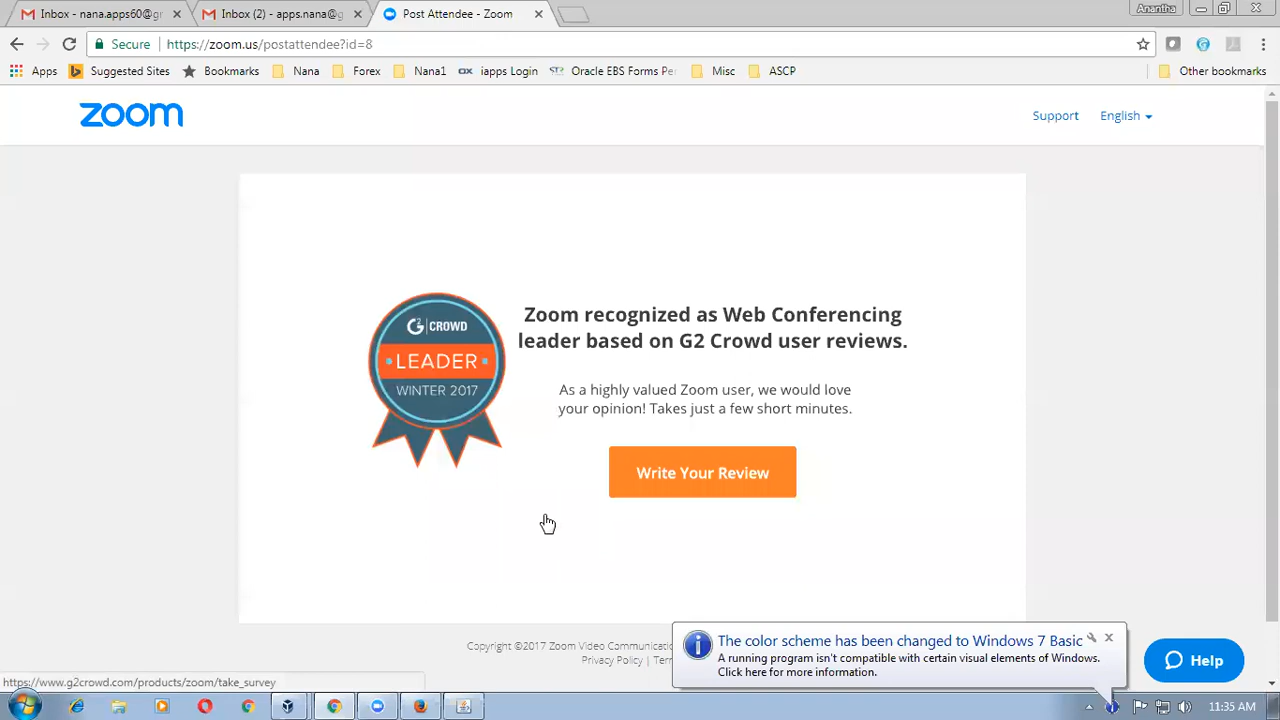 Inbox - nana.apps60@gr
Inbox (2) - apps.nana@g
Post Attendee - Zoom
Anantha
Secure
https://zoom.us/postattendee?id=8
Apps
Suggested Sites
Bookmarks
Nana
Forex
Nana1
iapps Login
Oracle EBS Forms Pe
Misc
ASCP
Other bookmarks
zoom
Support
English
G2 CROWD
LEADER
WINTER 2017
Zoom recognized as Web Conferencing
leader based on G2 Crowd user reviews.
As a highly valued Zoom user, we would love
your opinion! Takes just a few short minutes.
Write Your Review
Copyright ©2017 Zoom Video Communicatio
Privacy Policy | Term
The color scheme has been changed to Windows 7 Basic
A running program isn't compatible with certain visual elements of Windows.
Click here for more information.
Help
https://www.g2crowd.com/products/zoom/take_survey
11:35 AM